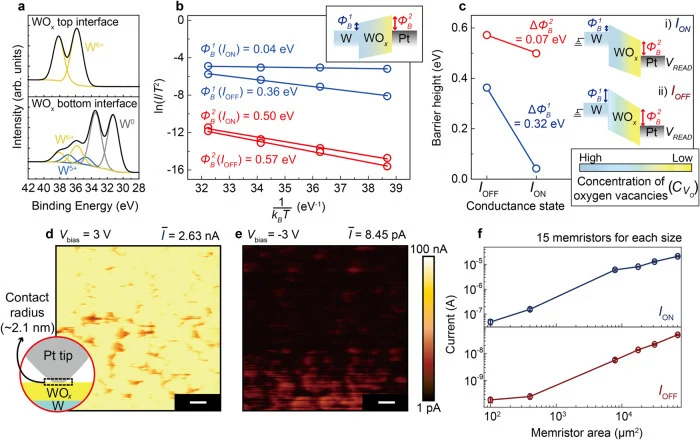 a
WOx top interface
W6+
WOx bottom interface
W6+
W5+
W0
Intensity (arb. units)
42 40 38 36 34 32 30 28
Binding Energy (eV)
b
ln(I/T2)
0
-4
-8
-12
-16
ΦB1(ION) = 0.04 eV
ΦB1(IOFF) = 0.36 eV
ΦB2(ION) = 0.50 eV
ΦB2(IOFF) = 0.57 eV
ΦB1
ΦB2
W
WOx
Pt
32 34 36 38
1/kBT (eV-1)
c
Barrier height (eV)
0.6
0.4
0.2
0
ΔΦB2
= 0.07 eV
ΔΦB1
= 0.32 eV
IOFF
ION
Conductance state
i) ION
ΦB1
W
WOx
ΦB2
Pt
VREAD
ii) IOFF
ΦB1
W
WOx
ΦB2
Pt
VREAD
High
Low
Concentration of
oxygen vacancies
(CVO)
d
Vbias = 3 V
I = 2.63 nA
Contact
radius
(~2.1 nm)
Pt tip
WOx
W
e
Vbias = -3 V
I = 8.45 pA
100 nA
1 pA
f
15 memristors for each size
Current (A)
10-5
10-6
10-7
ION
10-8
10-9
IOFF
102 103 104
Memristor area (μm2)